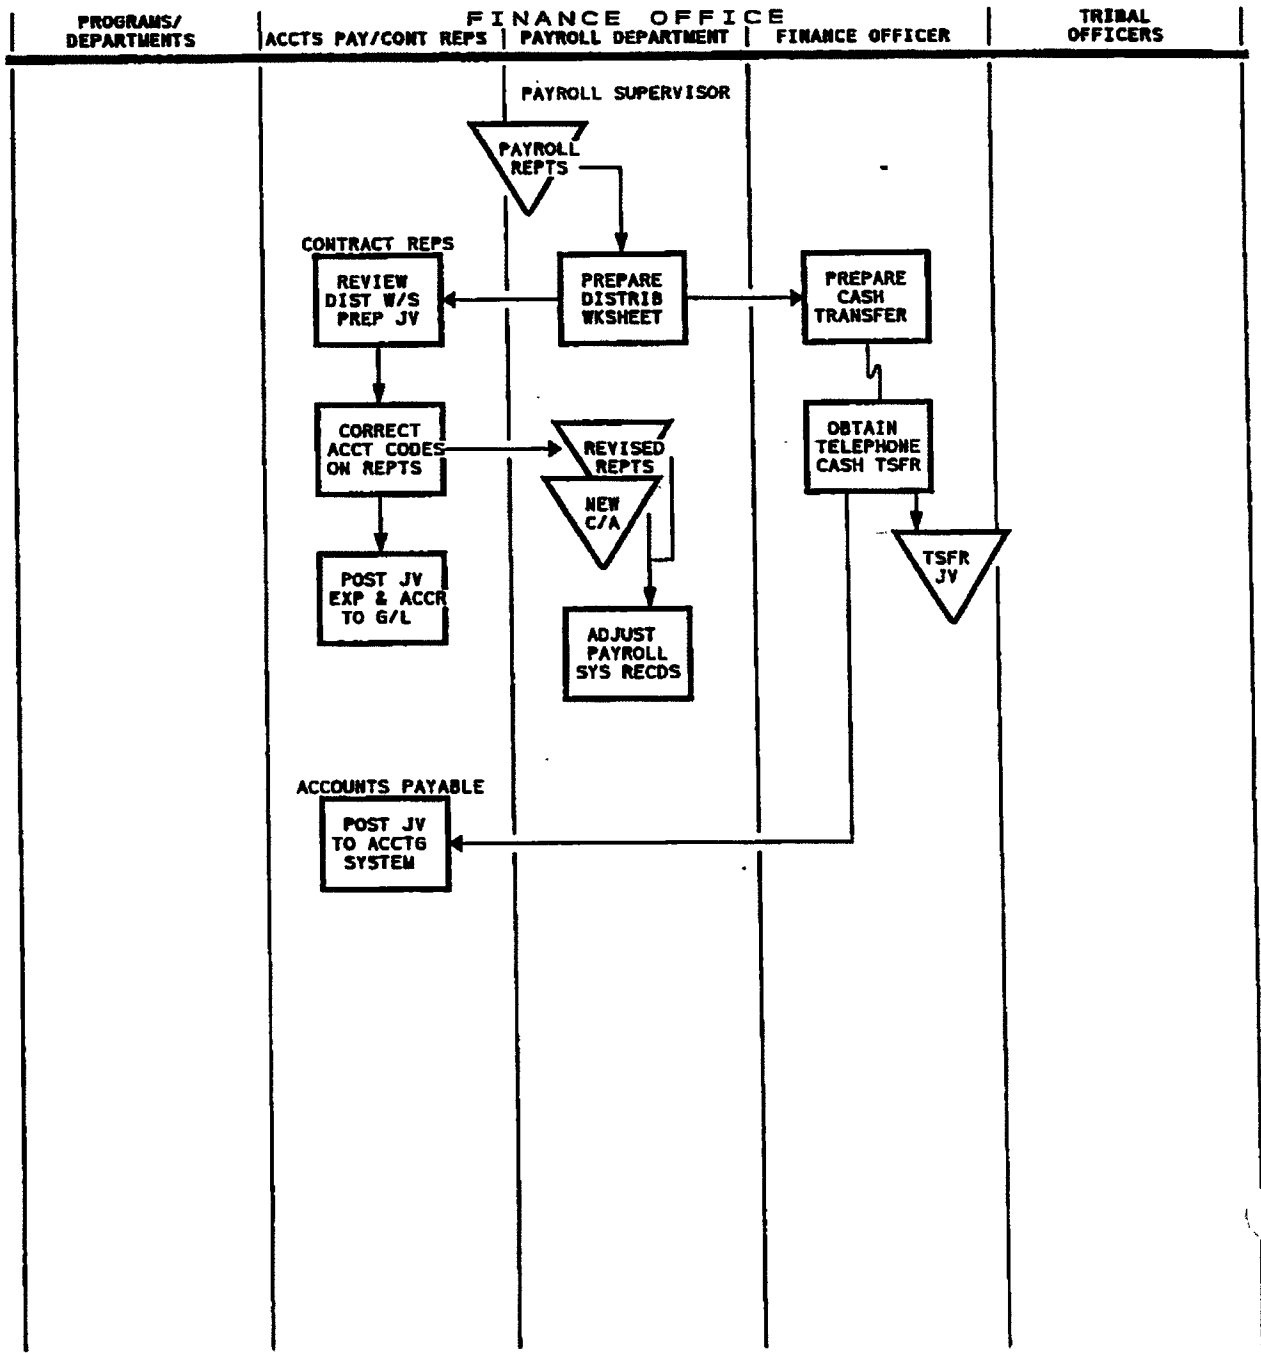 PROGRAMS/
DEPARTMENTS
FINANCE OFFICE
ACCTS PAY/CONT REPS
PAYROLL DEPARTMENT
FINANCE OFFICER
TRIBAL
OFFICERS
PAYROLL SUPERVISOR
PAYROLL
REPTS
CONTRACT REPS
REVIEW
DIST W/S
PREP JV
PREPARE
DISTRIB
WKSHEET
PREPARE
CASH
TRANSFER
CORRECT
ACCT CODES
ON REPTS
REVISED
REPTS
NEW
C/A
OBTAIN
TELEPHONE
CASH TSFR
TSFR
JV
POST JV
EXP & ACCR
TO G/L
ADJUST
PAYROLL
SYS RECDS
ACCOUNTS PAYABLE
POST JV
TO ACCTG
SYSTEM